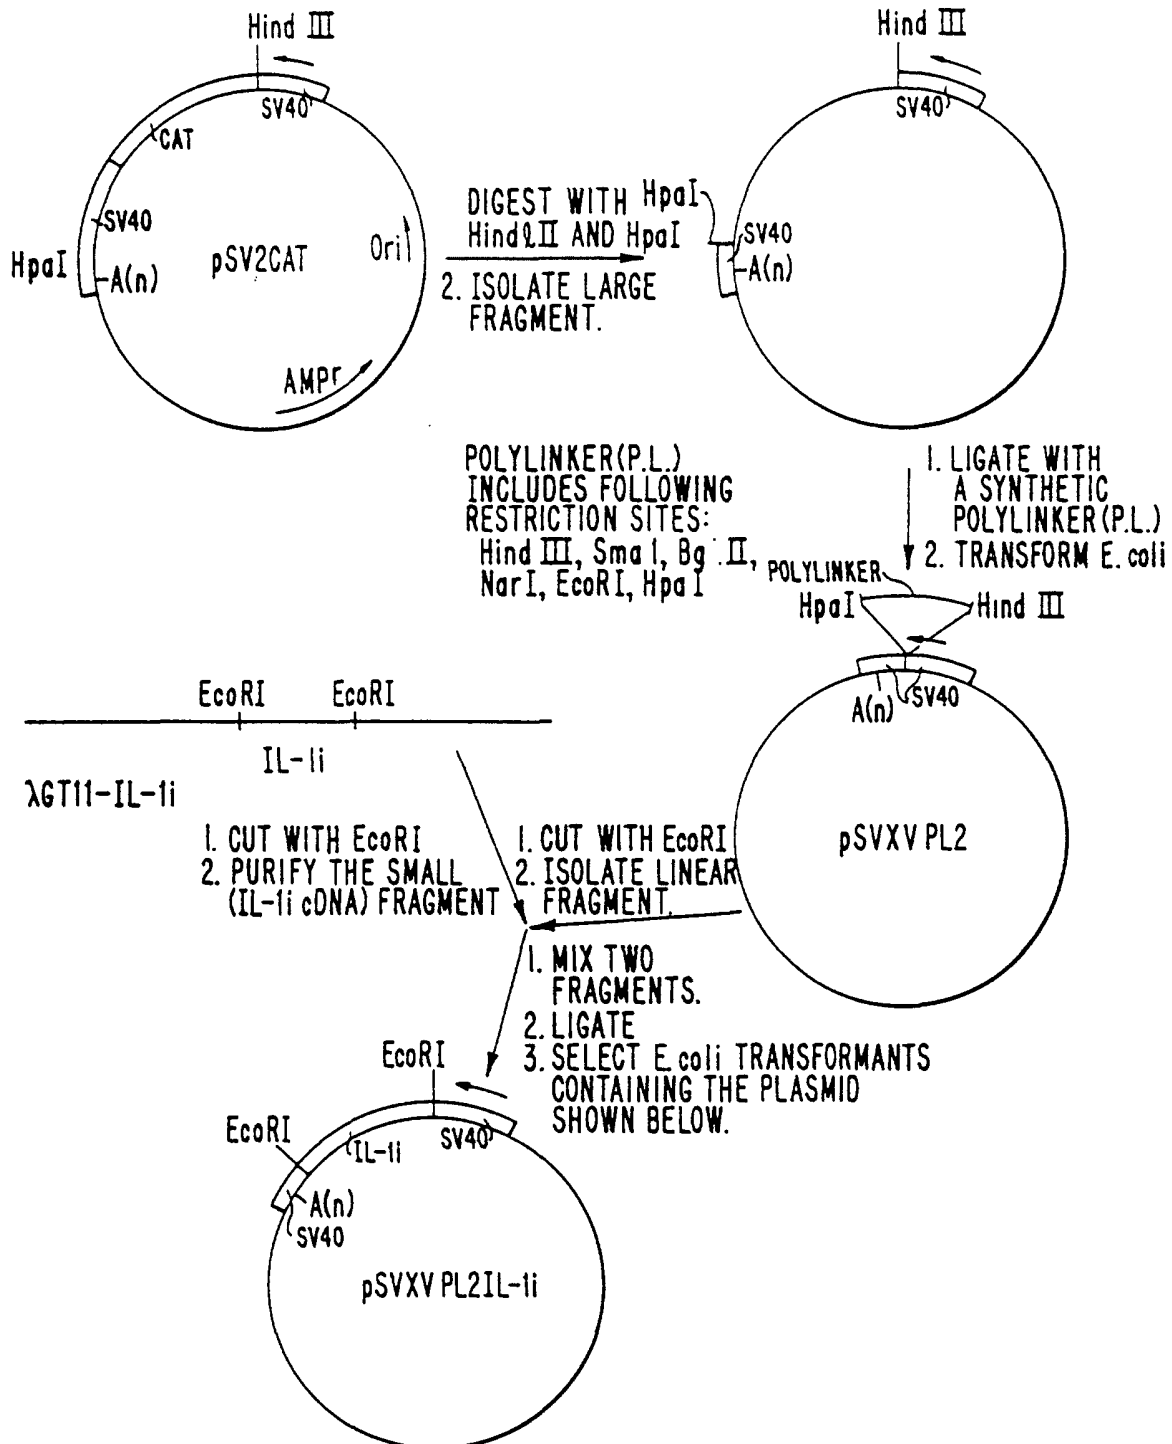 Hind III
SV40
CAT
SV40
HpaI
A(n)
pSV2CAT
Ori
AMPr
DIGEST WITH
HindlII AND HpaI
2. ISOLATE LARGE
FRAGMENT.
Hind III
SV40
HpaI
SV40
A(n)
POLYLINKER(P.L.)
INCLUDES FOLLOWING
RESTRICTION SITES:
Hind III, Sma I, Bg .II,
NarI, EcoRI, HpaI
1. LIGATE WITH
A SYNTHETIC
POLYLINKER(P.L.)
2. TRANSFORM E. coli
POLYLINKER
HpaI
Hind III
A(n)
SV40
pSVXVPL2
EcoRI EcoRI
IL-1i
λGT11-IL-1i
1. CUT WITH EcoRI
2. PURIFY THE SMALL
(IL-1i cDNA) FRAGMENT
1. CUT WITH EcoRI
2. ISOLATE LINEAR
FRAGMENT.
1. MIX TWO
FRAGMENTS.
2. LIGATE
3. SELECT E. coli TRANSFORMANTS
CONTAINING THE PLASMID
SHOWN BELOW.
EcoRI
EcoRI
IL-1i
SV40
A(n)
SV40
pSVXVPL2IL-1i